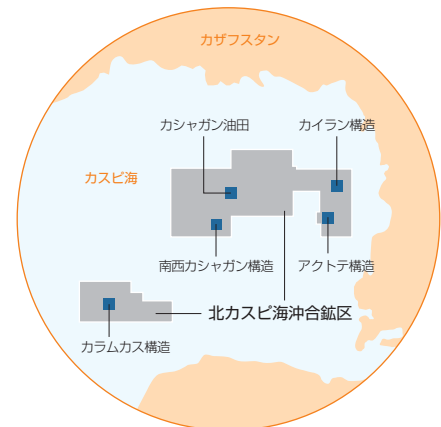 カザフスタン
カシャガン油田
カイラン構造
カスピ海
南西カシャガン構造
アクトテ構造
北カスピ海沖合鉱区
カラムカス構造